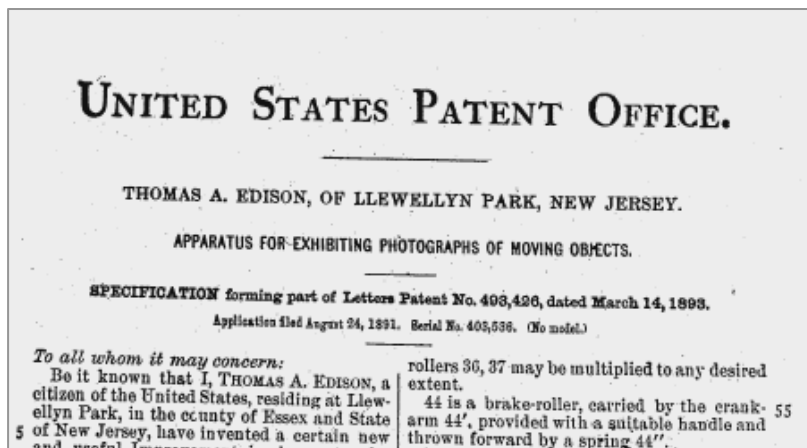 UNITED STATES PATENT OFFICE.
THOMAS A. EDISON, OF LLEWELLYN PARK, NEW JERSEY.
APPARATUS FOR EXHIBITING PHOTOGRAPHS OF MOVING OBJECTS.
SPECIFICATION forming part of Letters Patent No. 493,426, dated March 14, 1893.
Application filed August 24, 1891. Serial No. 403,536. (No model.)
To all whom it may concern:
Be it known that I, THOMAS A. EDISON, a
citizen of the United States, residing at Llew-
ellyn Park, in the county of Essex and State
5 of New Jersey, have invented a certain new
and useful
rollers 36, 37 may be multiplied to any desired
extent.
44 is a brake-roller, carried by the crank- 55
arm 44', provided with a suitable handle and
thrown forward by a spring 44''.